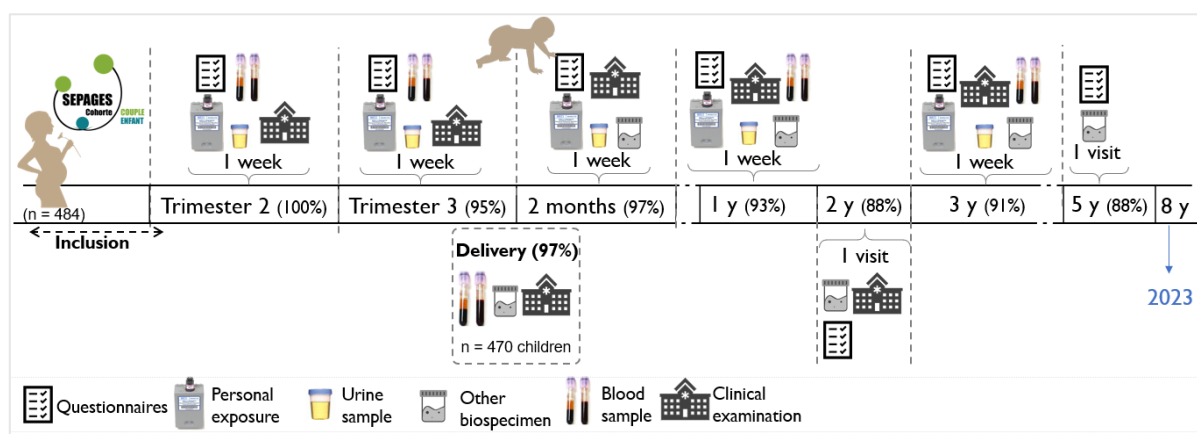 SEPAGES
Cohorte
COUPLE
ENFANT
1 week
1 week
1 week
1 week
1 week
1 visit
(n = 484)
Trimester 2 (100%)
Trimester 3 (95%)
2 months (97%)
1 y (93%)
2 y (88%)
3 y (91%)
5 y (88%)
8 y
Inclusion
Delivery (97%)
n = 470 children
1 visit
2023
Questionnaires
Personal
exposure
Urine
sample
Other
biospecimen
Blood
sample
Clinical
examination